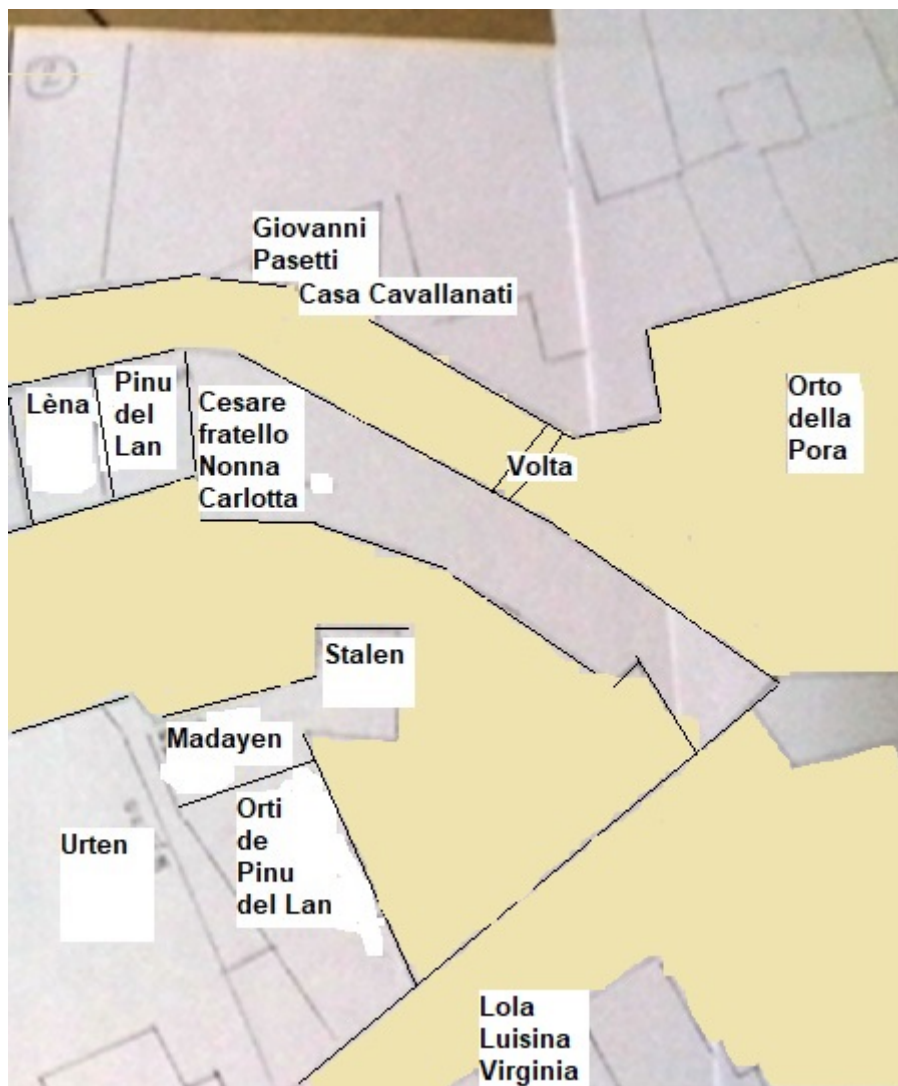 Giovanni
Pasetti
Casa Cavallanati
Lèna
Pinu
del
Lan
Cesare
fratello
Nonna
Carlotta
Volta
Orto
della
Pora
Stalen
Madayen
Urten
Orti
de
Pinu
del Lan
Lola
Luisina
Virginia